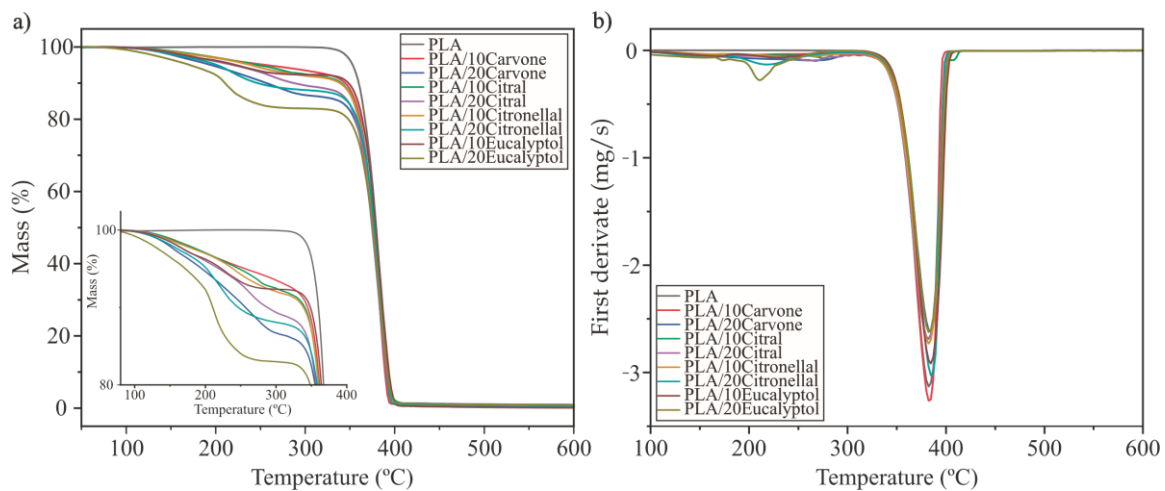 a)
100
80
60
40
20
0
Mass (%)
PLA
PLA/10Carvone
PLA/20Carvone
PLA/10Citral
PLA/20Citral
PLA/10Citronellal
PLA/20Citronellal
PLA/10Eucalyptol
PLA/20Eucalyptol
100
80
Mass (%)
100 200 300 400
Temperature (ºC)
100 200 300 400 500 600
Temperature (ºC)
b)
0
-1
-2
-3
First derivate (mg/s)
PLA
PLA/10Carvone
PLA/20Carvone
PLA/10Citral
PLA/20Citral
PLA/10Citronellal
PLA/20Citronellal
PLA/10Eucalyptol
PLA/20Eucalyptol
100 200 300 400 500 600
Temperature (ºC)